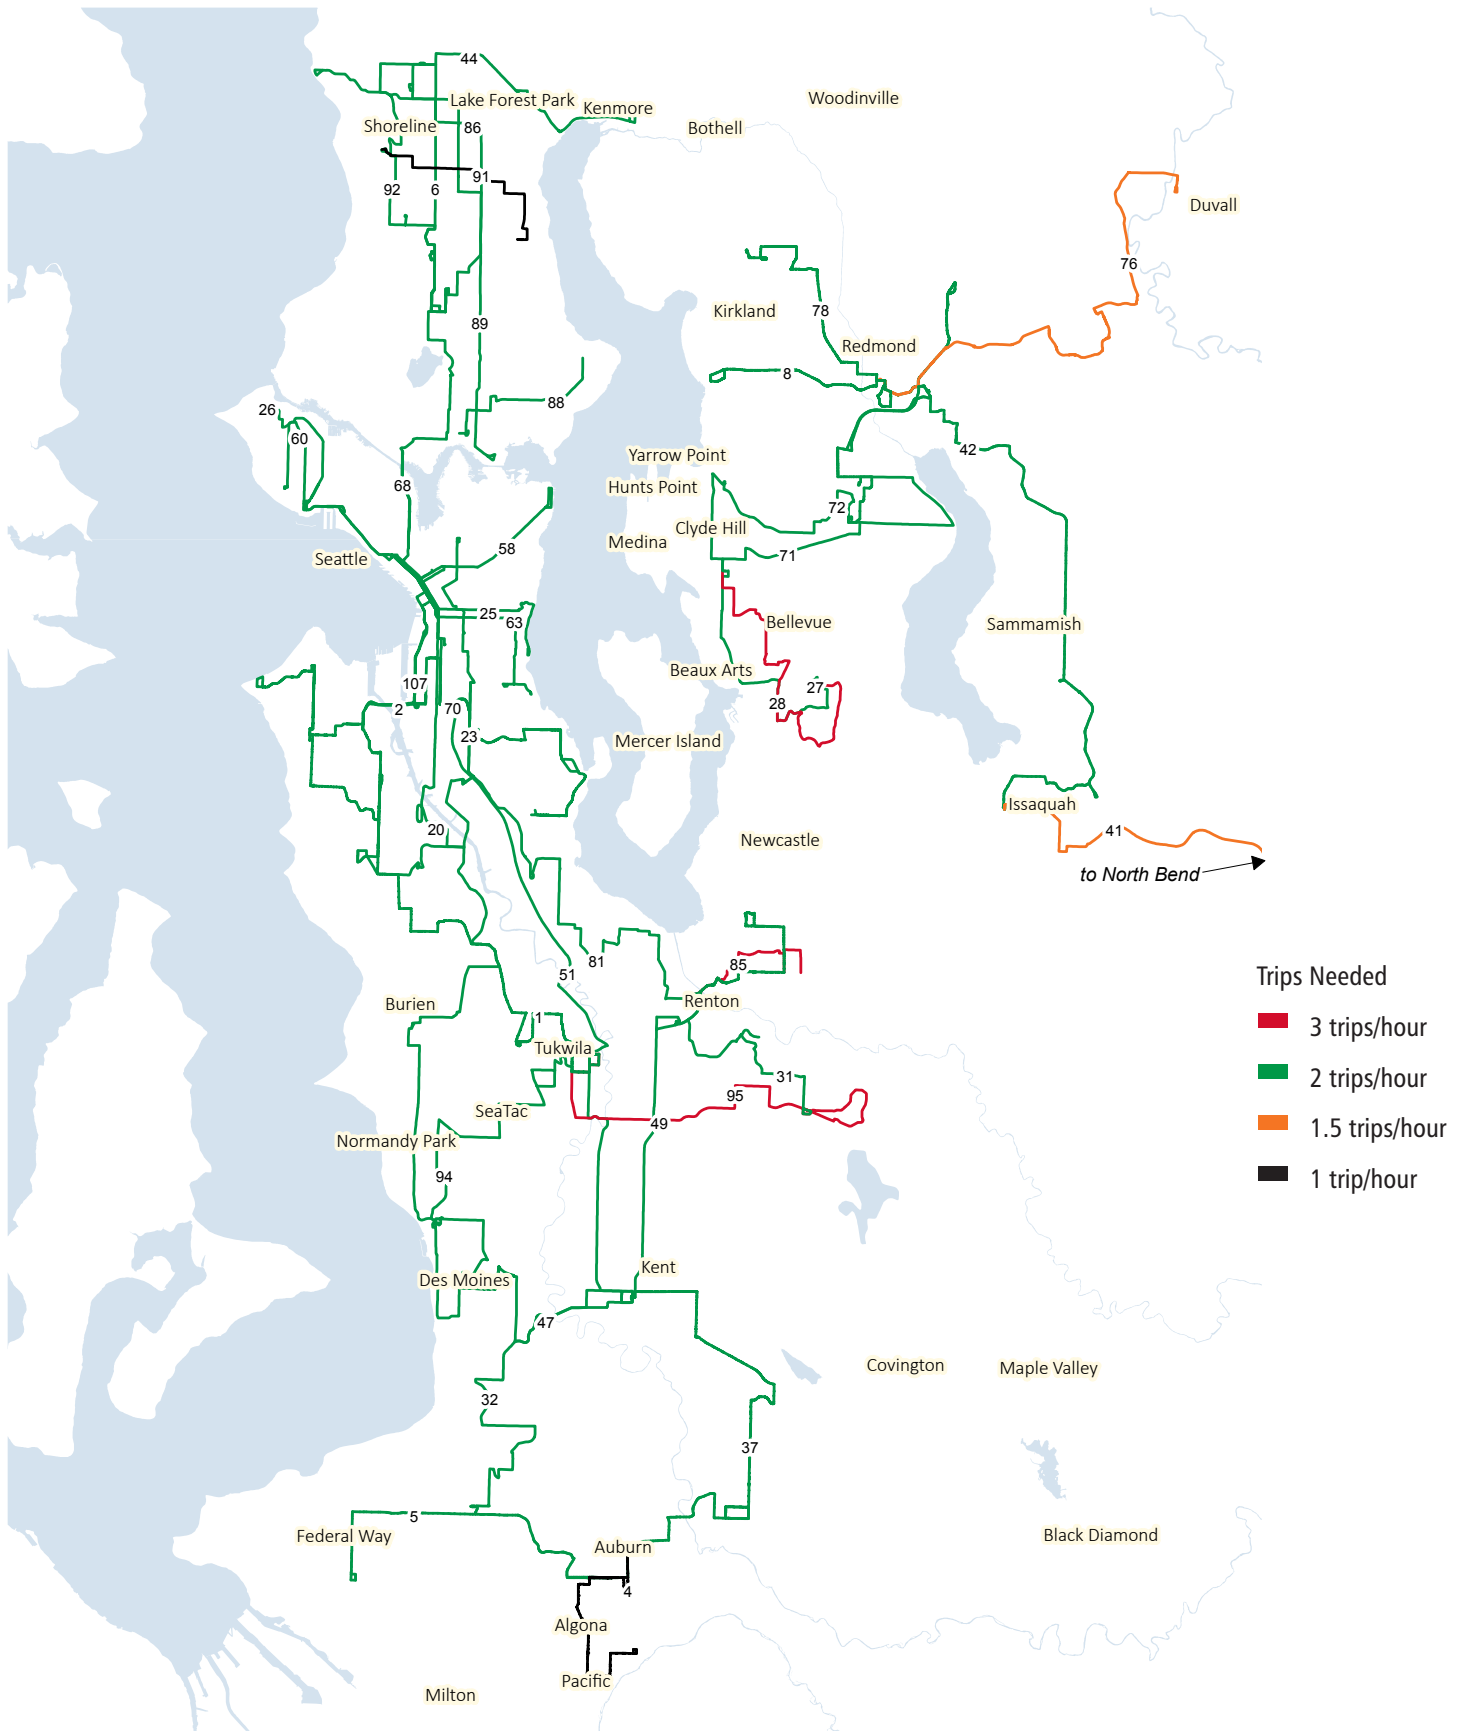 44
Woodinville
Lake Forest Park
Kenmore
Shoreline
86
Bothell
91
92
6
Duvall
76
Kirkland
78
89
Redmond
8
88
26
60
42
Yarrow Point
68
Hunts Point
72
Clyde Hill
Medina
58
71
Seattle
25
63
Bellevue
Sammamish
Beaux Arts
107
27
2
70
28
23
Mercer Island
Issaquah
20
41
Newcastle
to North Bend
81
85
51
Trips Needed
Burien
Renton
1
3 trips/hour
Tukwila
31
2 trips/hour
95
SeaTac
49
1.5 trips/hour
Normandy Park
94
1 trip/hour
Kent
Des Moines
47
Covington
Maple Valley
32
37
5
Federal Way
Black Diamond
Auburn
4
Algona
Pacific
Milton